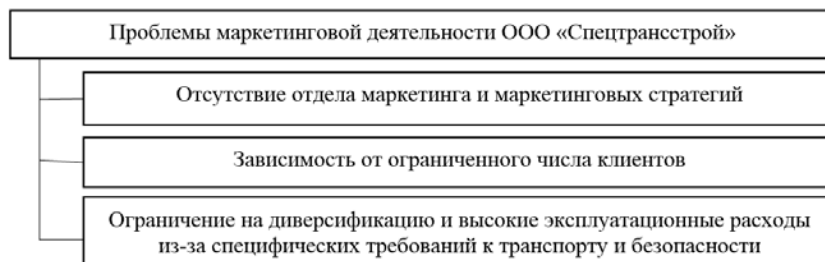 Проблемы маркетинговой деятельности ООО «Спецтрансстрой»
Отсутствие отдела маркетинга и маркетинговых стратегий
Зависимость от ограниченного числа клиентов
Ограничение на диверсификацию и высокие эксплуатационные расходы
из-за специфических требований к транспорту и безопасности